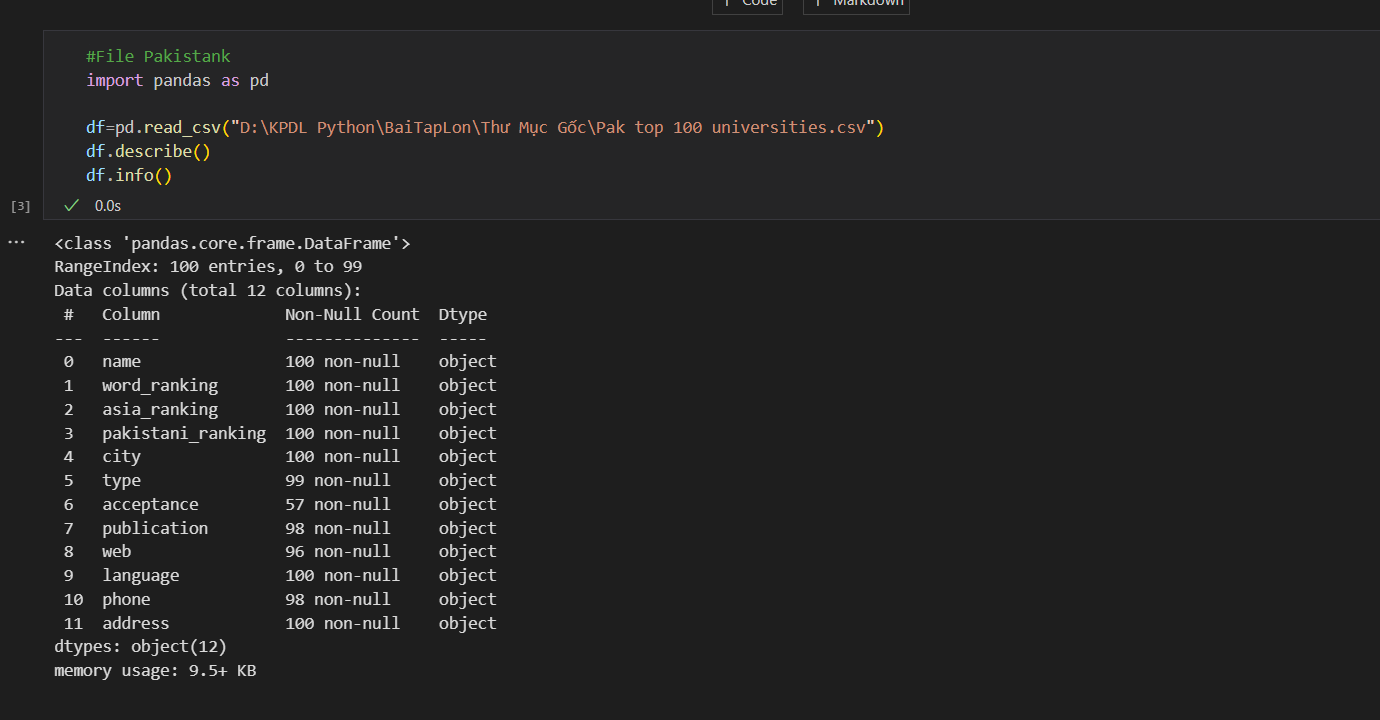 Code Markdown
#File Pakistank
import pandas as pd
df=pd.read_csv("D:\KPDL Python\BaiTapLon\Thư Mục Gốc\Pak top 100 universities.csv")
df.describe()
df.info()
[3] ✓ 0.0s
... <class 'pandas.core.frame.DataFrame'>
RangeIndex: 100 entries, 0 to 99
Data columns (total 12 columns):
# Column Non-Null Count Dtype
--- ------ -------------- -----
0 name 100 non-null object
1 word_ranking 100 non-null object
2 asia_ranking 100 non-null object
3 pakistani_ranking 100 non-null object
4 city 100 non-null object
5 type 99 non-null object
6 acceptance 57 non-null object
7 publication 98 non-null object
8 web 96 non-null object
9 language 100 non-null object
10 phone 98 non-null object
11 address 100 non-null object
dtypes: object(12)
memory usage: 9.5+ KB